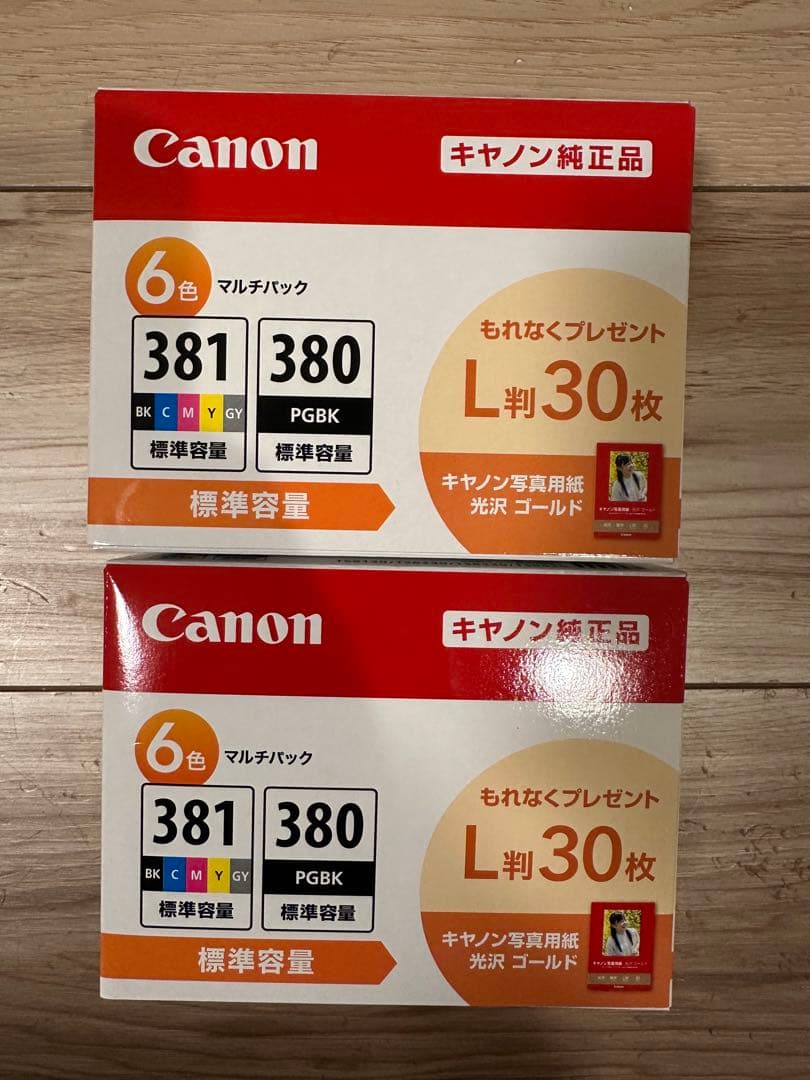 Canon
キヤノン純正品
6色 マルチパック
381
BK C M Y GY
標準容量
380
PGBK
標準容量
標準容量
もれなくプレゼント
L判30枚
キヤノン写真用紙
光沢 ゴールド
Canon
キヤノン純正品
6色 マルチパック
381
BK C M Y GY
標準容量
380
PGBK
標準容量
標準容量
もれなくプレゼント
L判30枚
キヤノン写真用紙
光沢 ゴールド